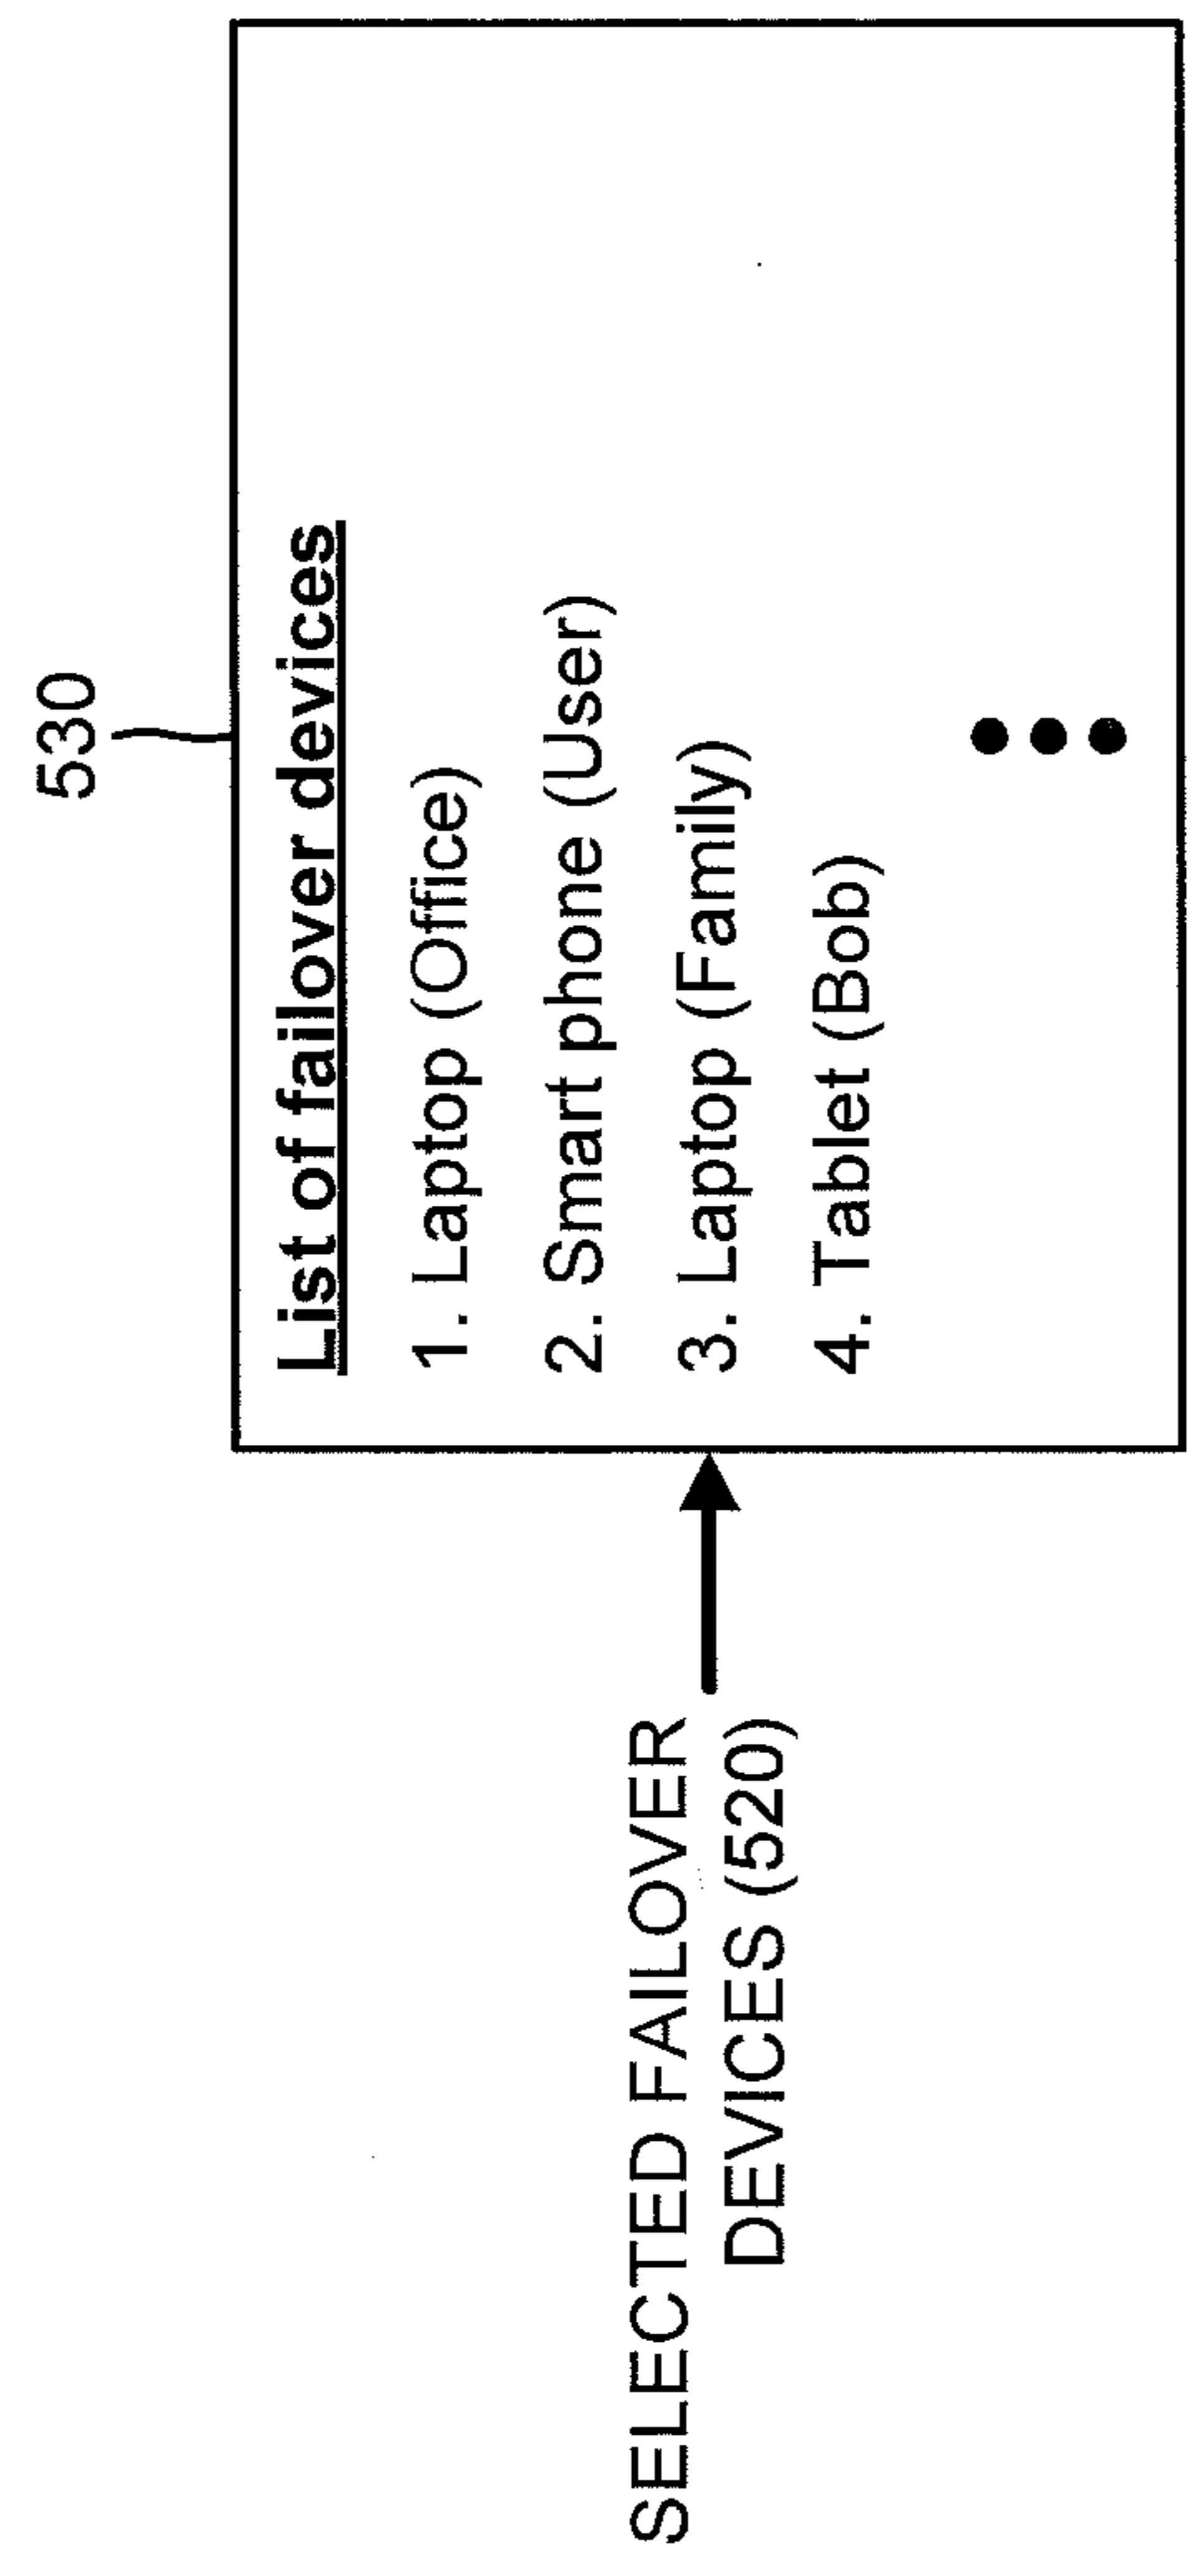 530
List of failover devices
1. Laptop (Office)
2. Smart phone (User)
3. Laptop (Family)
4. Tablet (Bob)
SELECTED FAILOVER
DEVICES (520)